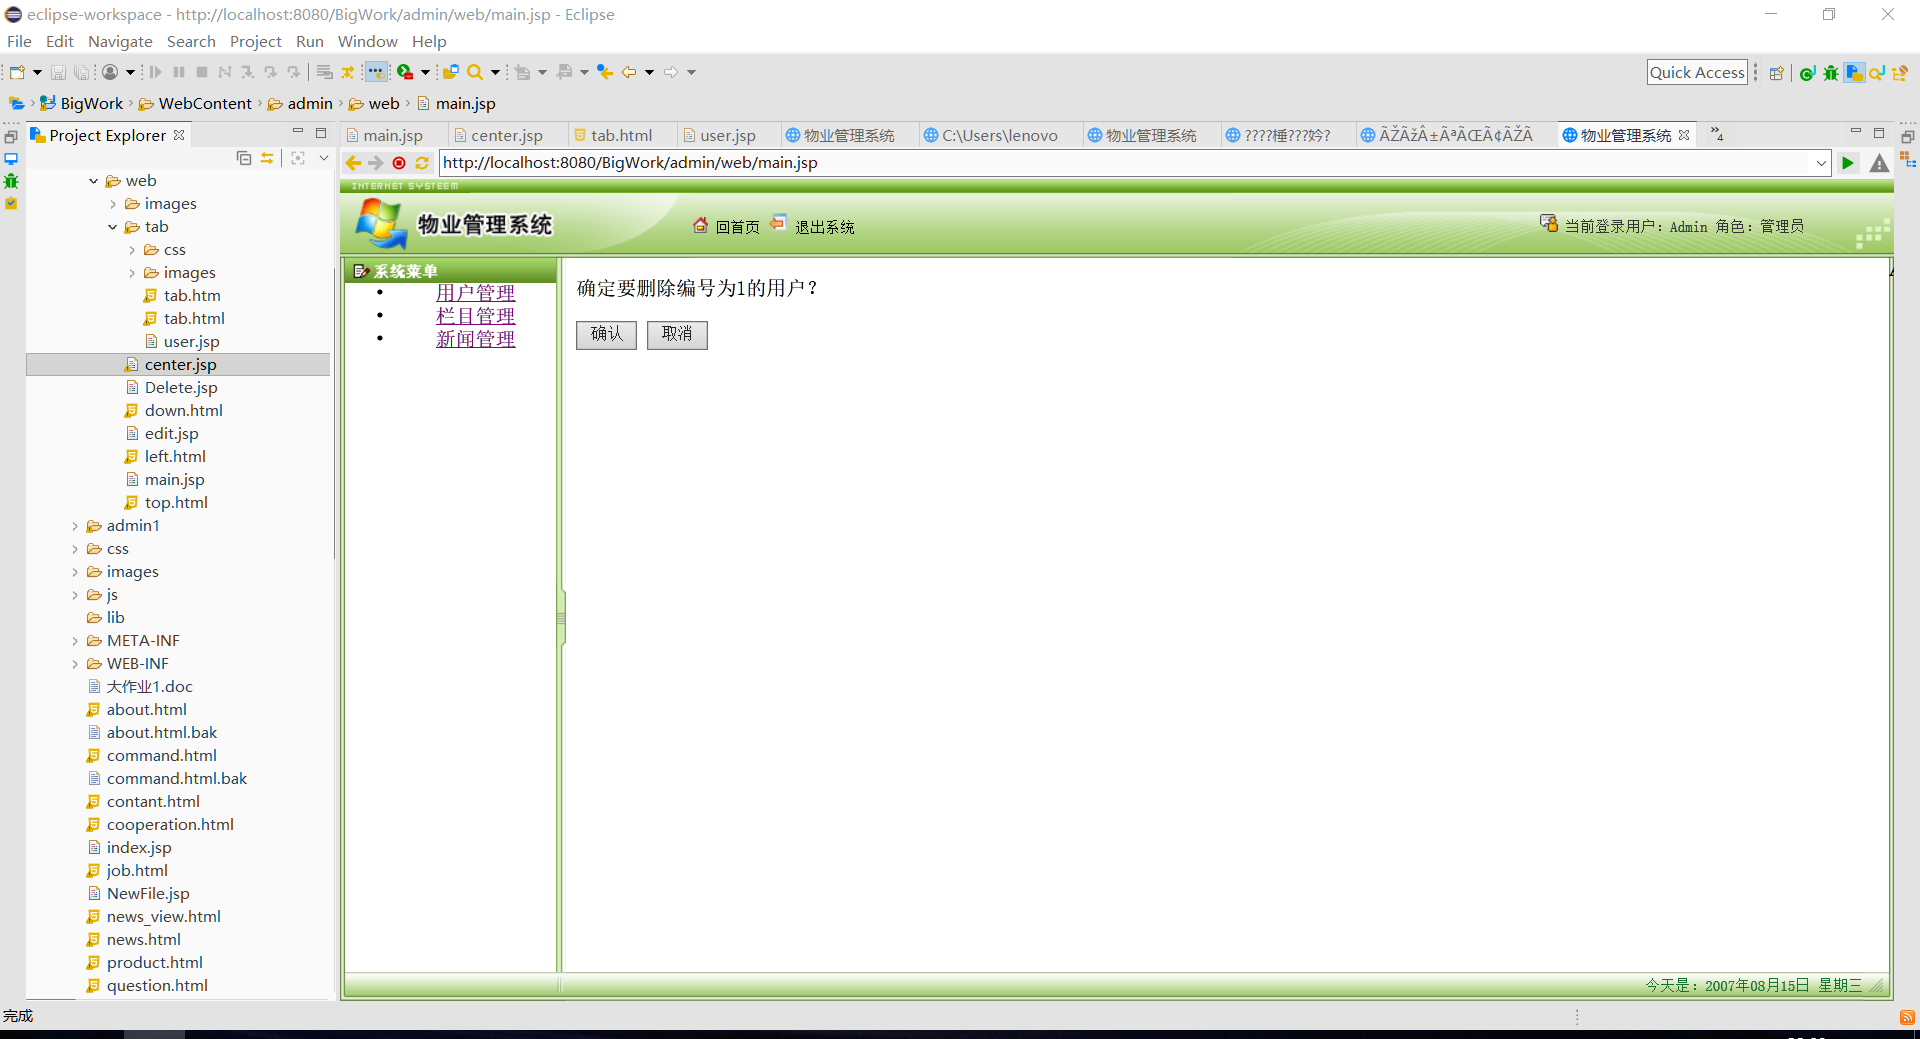 eclipse-workspace - http://localhost:8080/BigWork/admin/web/main.jsp - Eclipse
File Edit Navigate Search Project Run Window Help
Quick Access
BigWork WebContent admin web main.jsp
Project Explorer
main.jsp center.jsp tab.html user.jsp 物业管理系统 C:\Users\lenovo 物业管理系统 ????棰???妗? 物业管理系统 4
http://localhost:8080/BigWork/admin/web/main.jsp
web
images
tab
css
images
tab.htm
tab.html
user.jsp
center.jsp
Delete.jsp
down.html
edit.jsp
left.html
main.jsp
top.html
admin1
css
images
js
lib
META-INF
WEB-INF
大作业1.doc
about.html
about.html.bak
command.html
command.html.bak
contant.html
cooperation.html
index.jsp
job.html
NewFile.jsp
news_view.html
news.html
product.html
question.html
INTERNET SYSTEEM
物业管理系统
回首页 退出系统
当前登录用户：Admin 角色：管理员
系统菜单
用户管理
栏目管理
新闻管理
确定要删除编号为1的用户？
确认 取消
今天是：2007年08月15日 星期三
完成